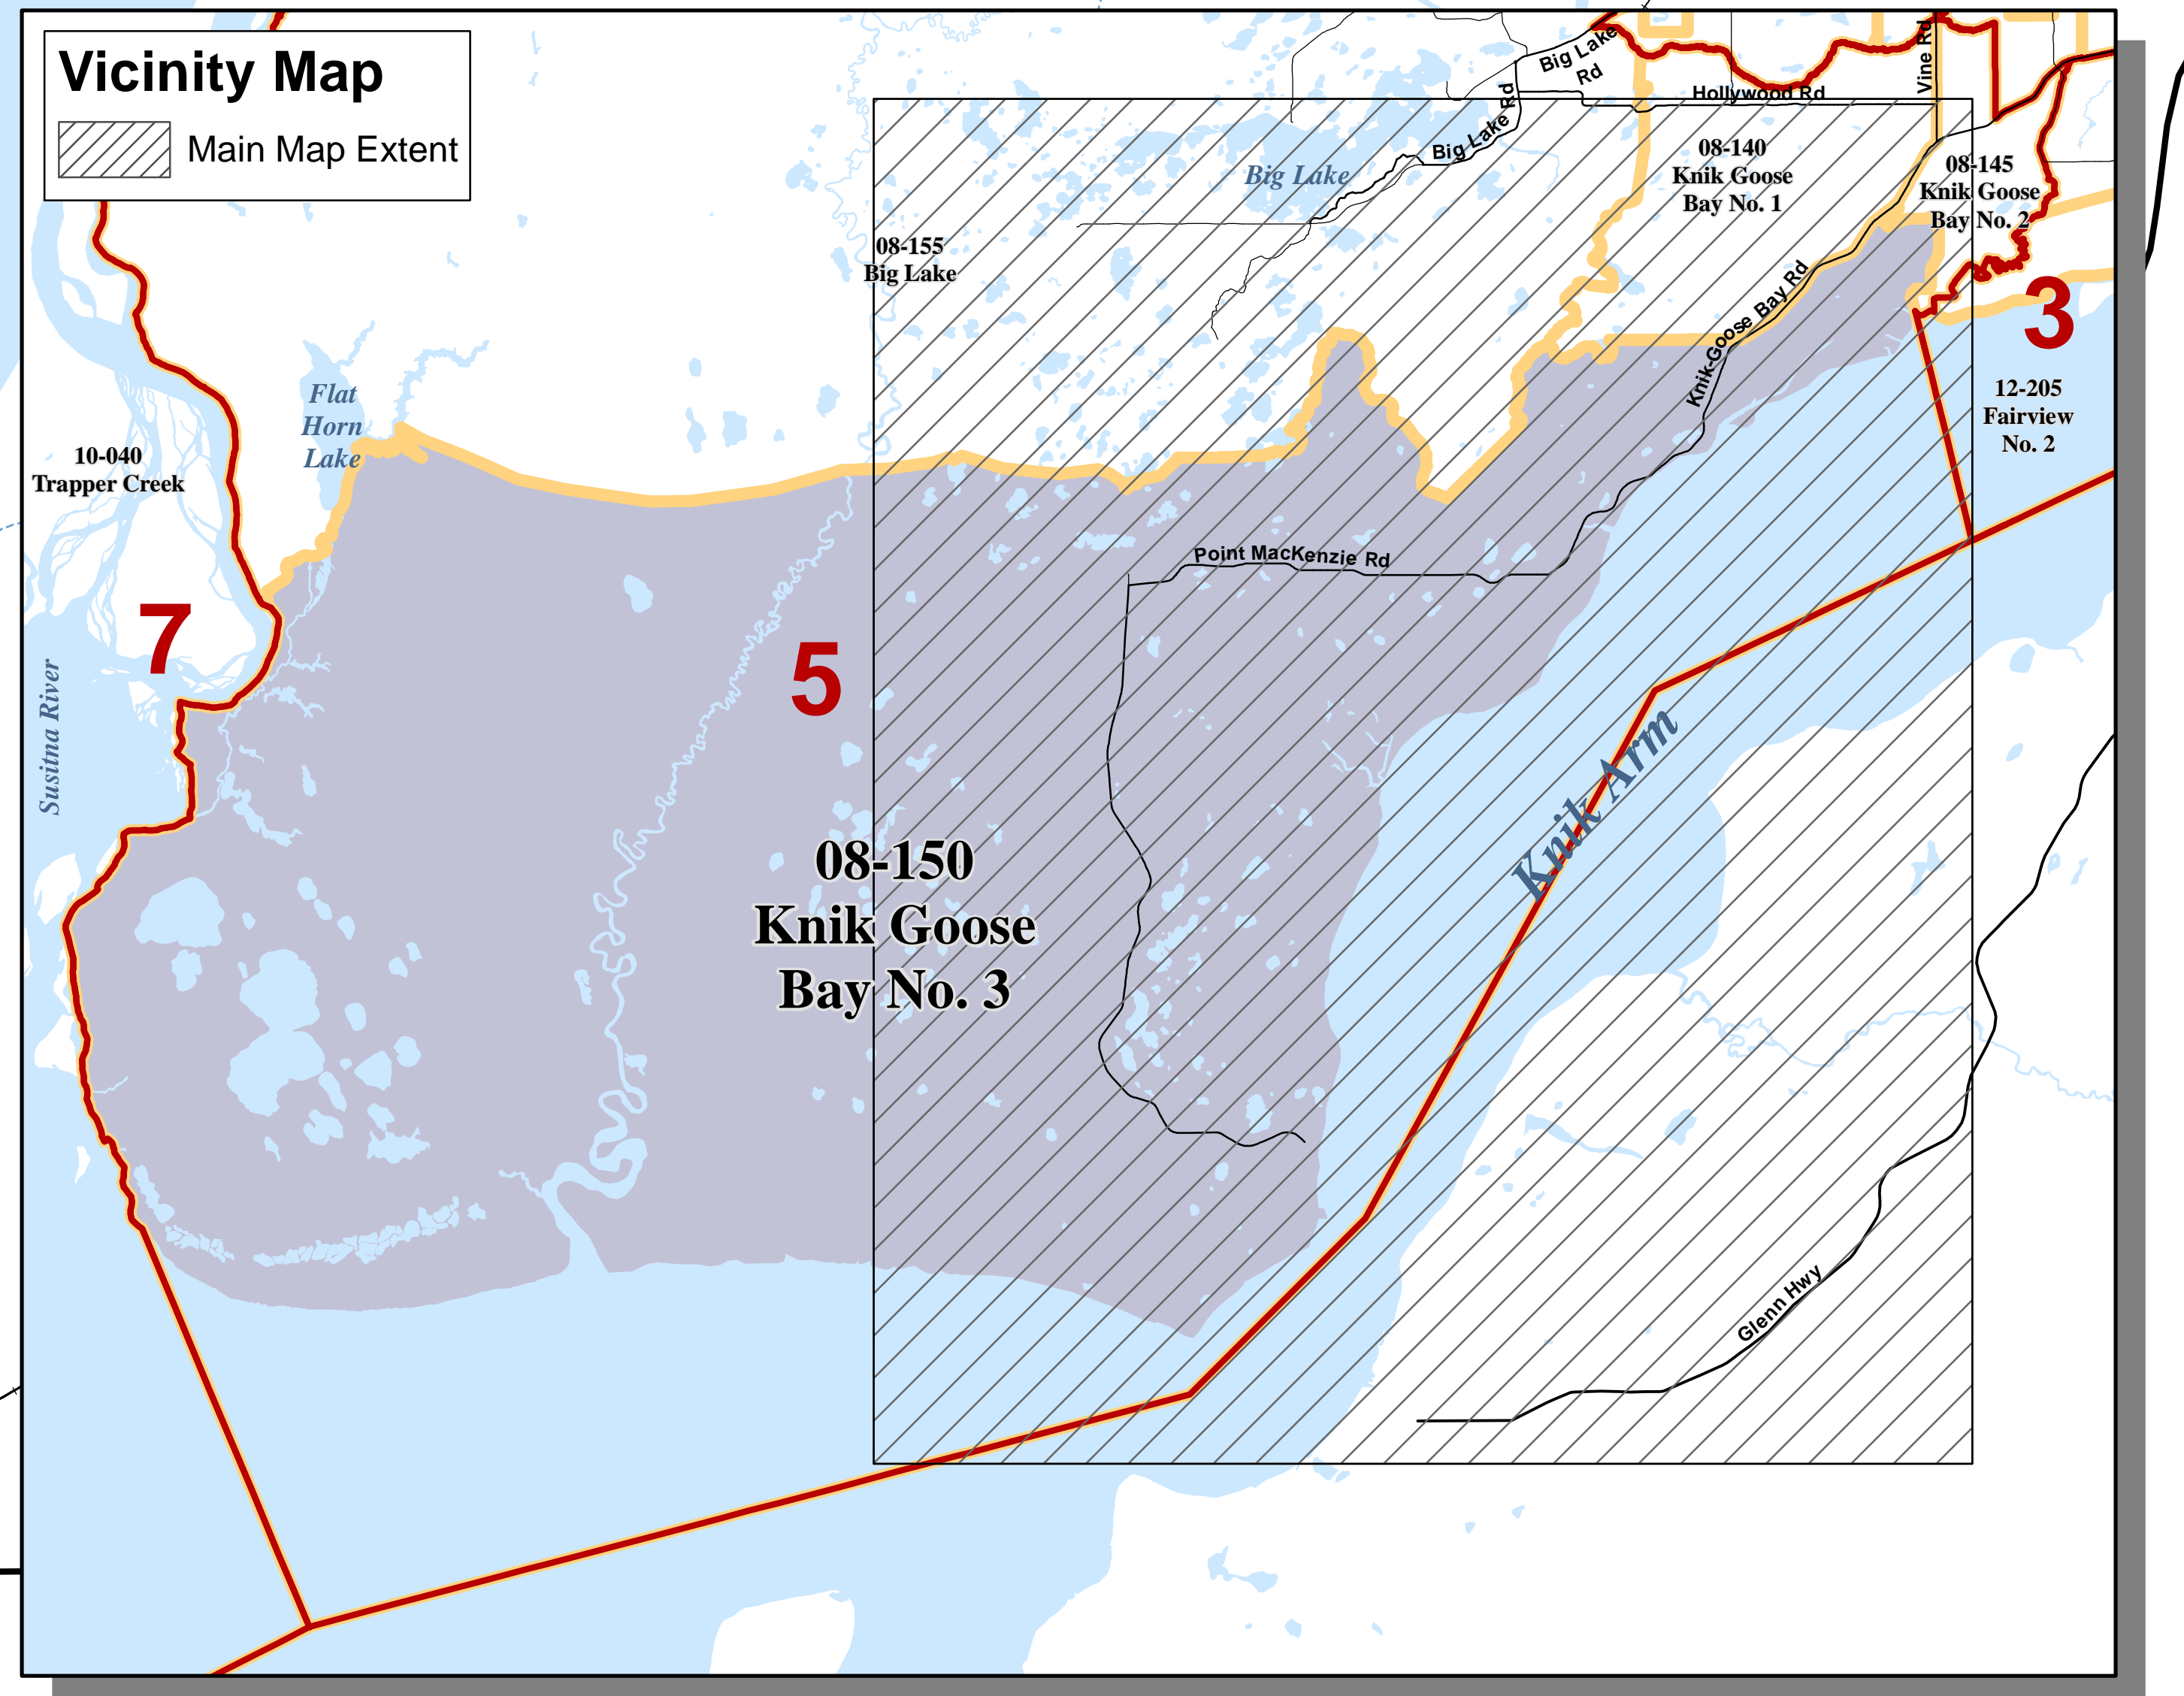 Vicinity Map
Main Map Extent
Big Lake
Rd
Vine Rd
Hollywood Rd
Big Lake Rd
Big Lake
08-140
Knik Goose
Bay No. 1
08-145
Knik Goose
Bay No. 2
08-155
Big Lake
Knik-Goose Bay Rd
3
12-205
Fairview
No. 2
Flat
Horn
Lake
10-040
Trapper Creek
Point MacKenzie Rd
7
5
Susitna River
Knik Arm
08-150
Knik Goose
Bay No. 3
Glenn Hwy